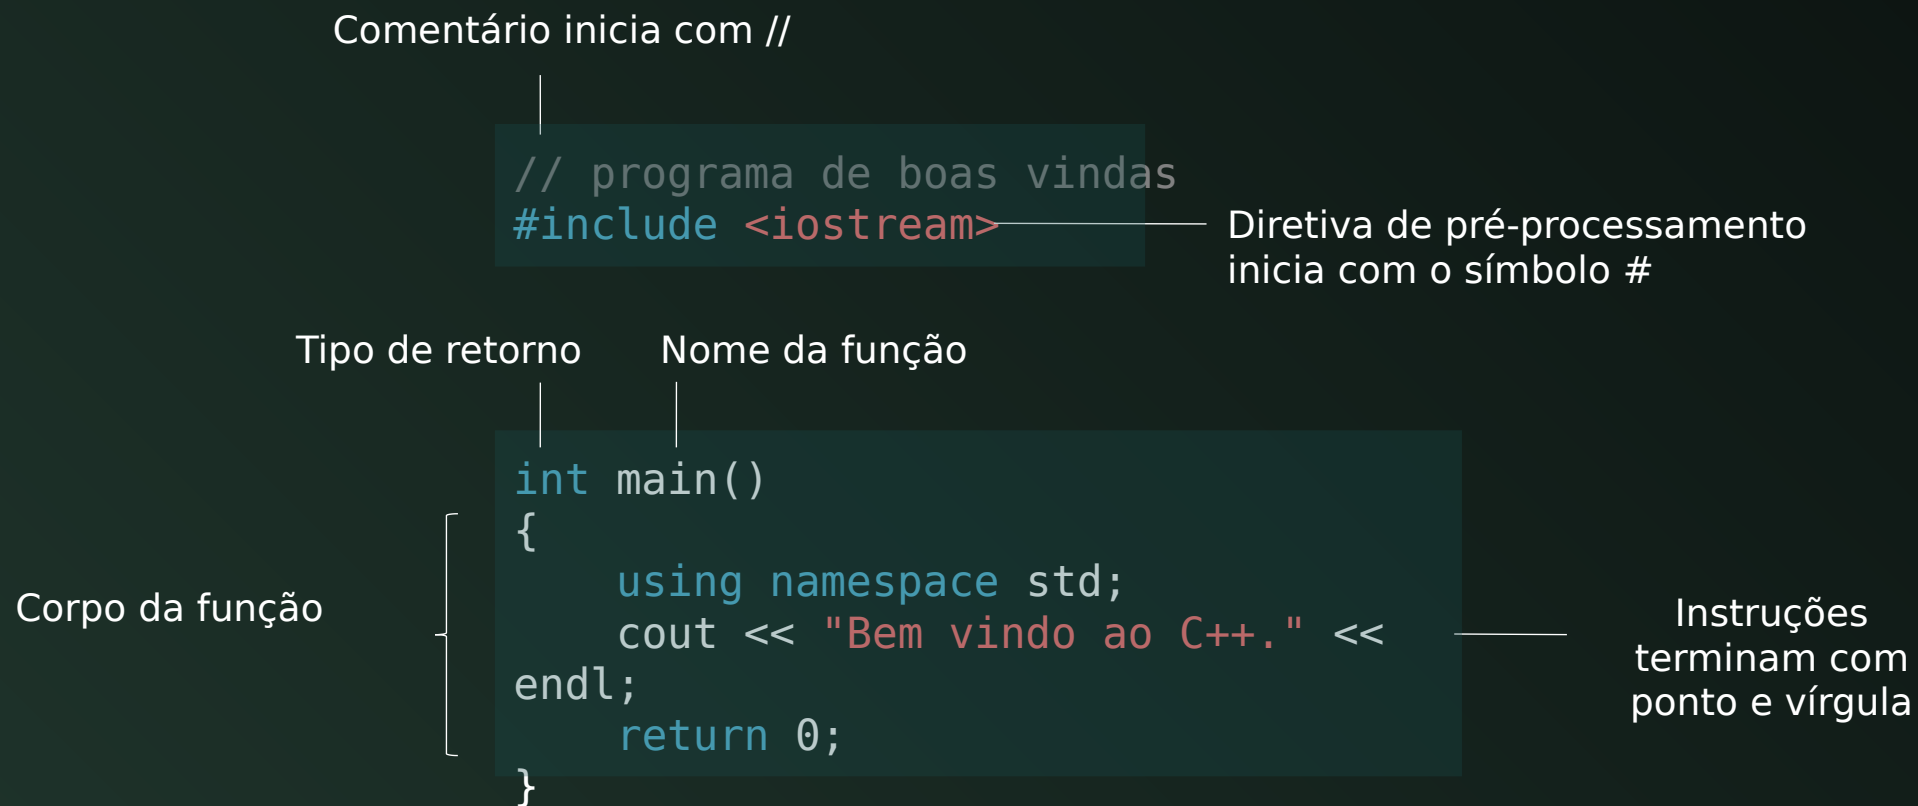 Comentário inicia com //
// programa de boas vindas
#include <iostream>
Diretiva de pré-processamento
inicia com o símbolo #
Tipo de retorno
Nome da função
int main()
{
    using namespace std;
    cout << "Bem vindo ao C++." <<
endl;
    return 0;
}
Corpo da função
Instruções
terminam com
ponto e vírgula